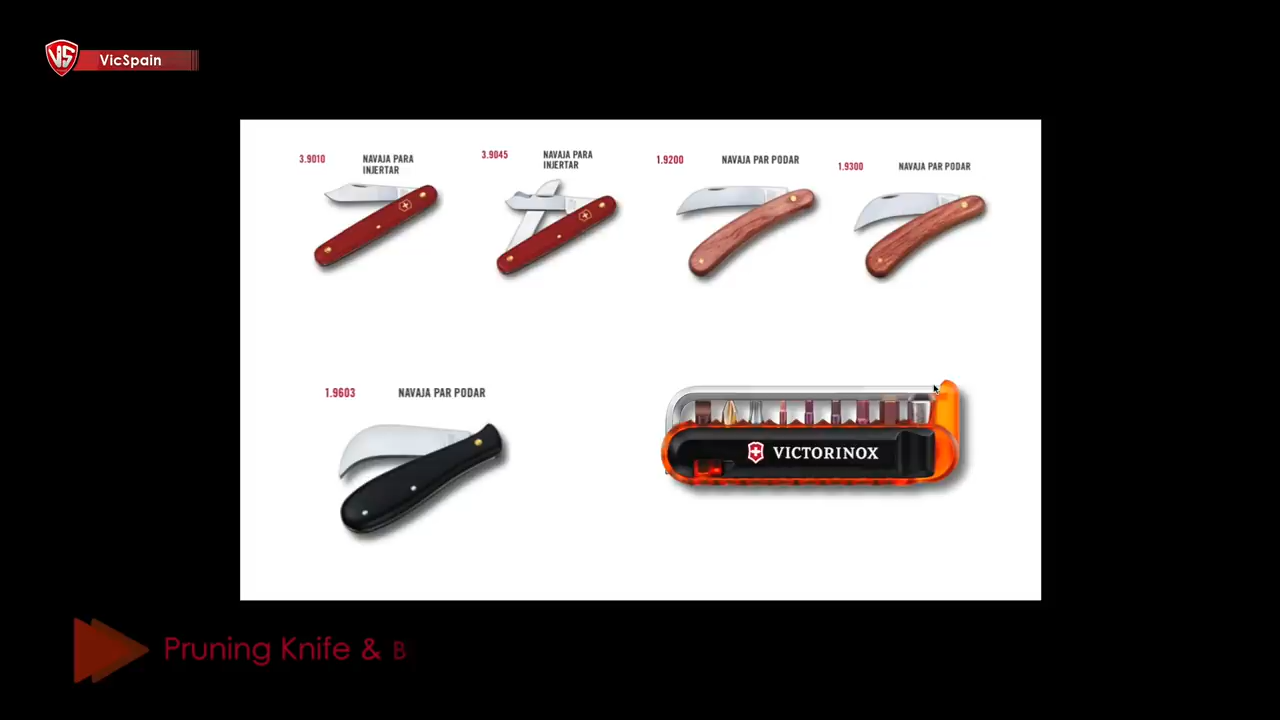 VS
VicSpain
3.9010
NAVAJA PARA
INJERTAR
3.9045
NAVAJA PARA
INJERTAR
1.9200
NAVAJA PAR PODAR
1.9300
NAVAJA PAR PODAR
1.9603
NAVAJA PAR PODAR
VICTORINOX
Pruning Knife & B